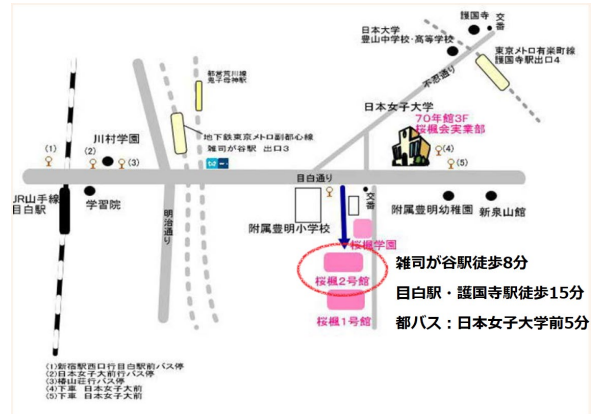 護国寺
交番
日本大学
豊山中学校・高等学校
東京メトロ有楽町線
護国寺駅出口4
不忍通り
都営荒川線
鬼子母神駅
日本女子大学
70年館3F
桜楓会実業部
(1)
川村学園
(2)
(3)
地下鉄東京メトロ副都心線
雑司が谷駅 出口3
(4)
(5)
目白通り
JR山手線
目白駅
学習院
明治通り
交番
附属豊明小学校
附属豊明幼稚園
新泉山館
桜楓学園
桜楓2号館
桜楓1号館
雑司が谷駅徒歩8分
目白駅・護国寺駅徒歩15分
都バス：日本女子大学前5分
(1)新宿駅西口行目白駅前バス停
(2)日本女子大前行バス停
(3)椿山荘行バス停
(4)下車 日本女子大前
(5)下車 日本女子大前